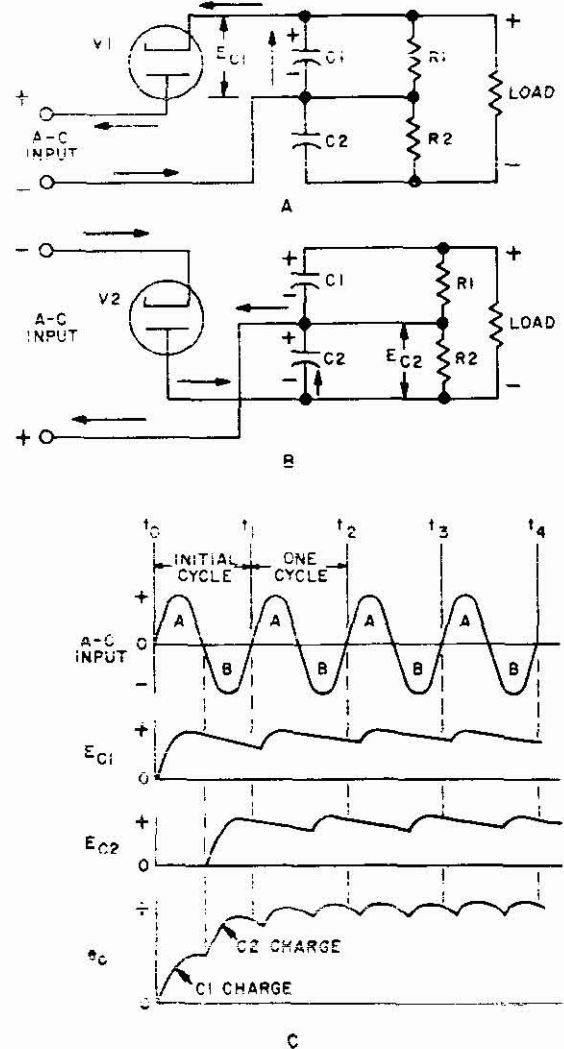 V1
E C1
+
C1
−
R1
+
LOAD
−
+
A-C
INPUT
−
C2
R2
A
−
V2
A-C
INPUT
+
+
C1
−
R1
+
LOAD
−
+
C2
−
E C2
R2
B
t0 t1 t2 t3 t4
INITIAL CYCLE
ONE CYCLE
+
A-C
INPUT
0
−
A B A B A B A B
+
E C1
0
+
E C2
0
+
ec
0
C2 CHARGE
C1 CHARGE
C